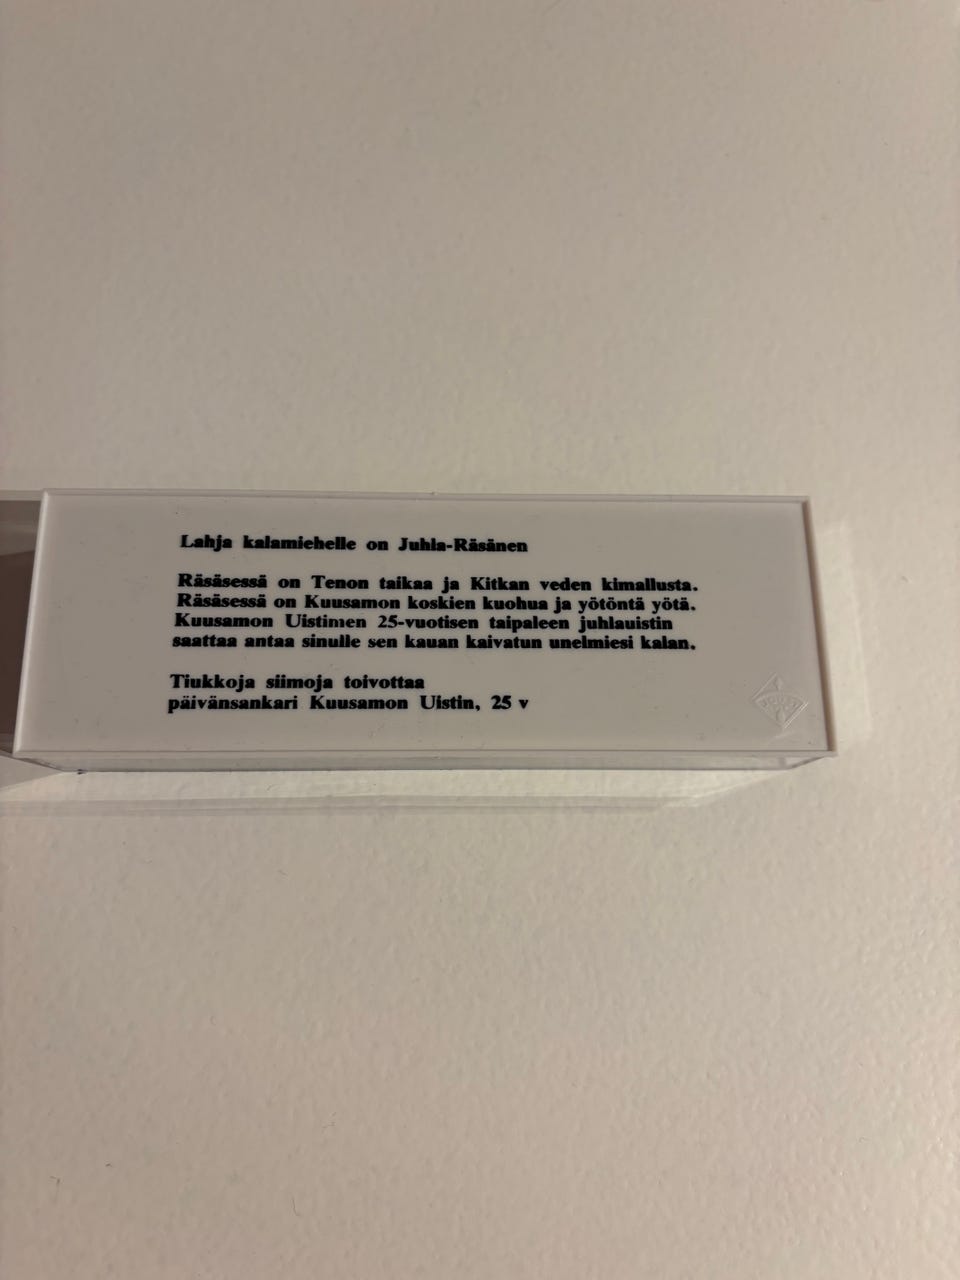 Lahja kalamiehelle on Juhla-Räsänen
Räsäsessä on Tenon taikaa ja Kitkan veden kimallusta.
Räsäsessä on Kuusamon koskien kuohua ja yötöntä yötä.
Kuusamon Uistimen 25-vuotisen taipaleen juhlauistin
saattaa antaa sinulle sen kauan kaivatun unelmiesi kalan.
Tiukkoja siimoja toivottaa
päivänsankari Kuusamon Uistin, 25 v